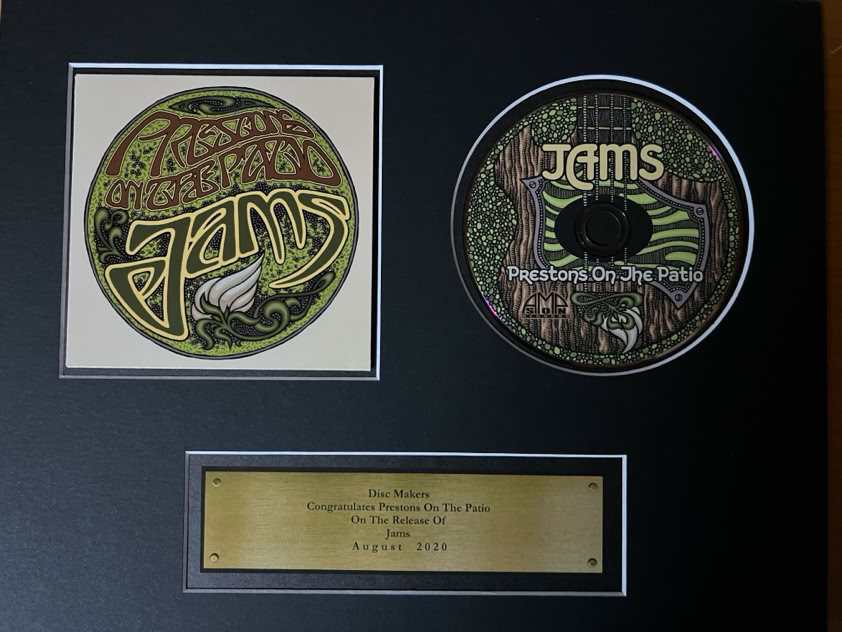 PRESTONS
ON THE PATIO
Jams
JAMS
Prestons On The Patio
Disc Makers
Congratulates Prestons On The Patio
On The Release Of
Jams
August 2020